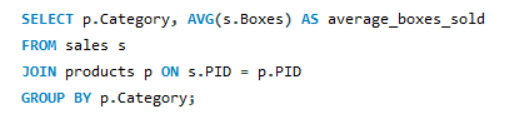 SELECT p.Category, AVG(s.Boxes) AS average_boxes_sold
FROM sales s
JOIN products p ON s.PID = p.PID
GROUP BY p.Category;